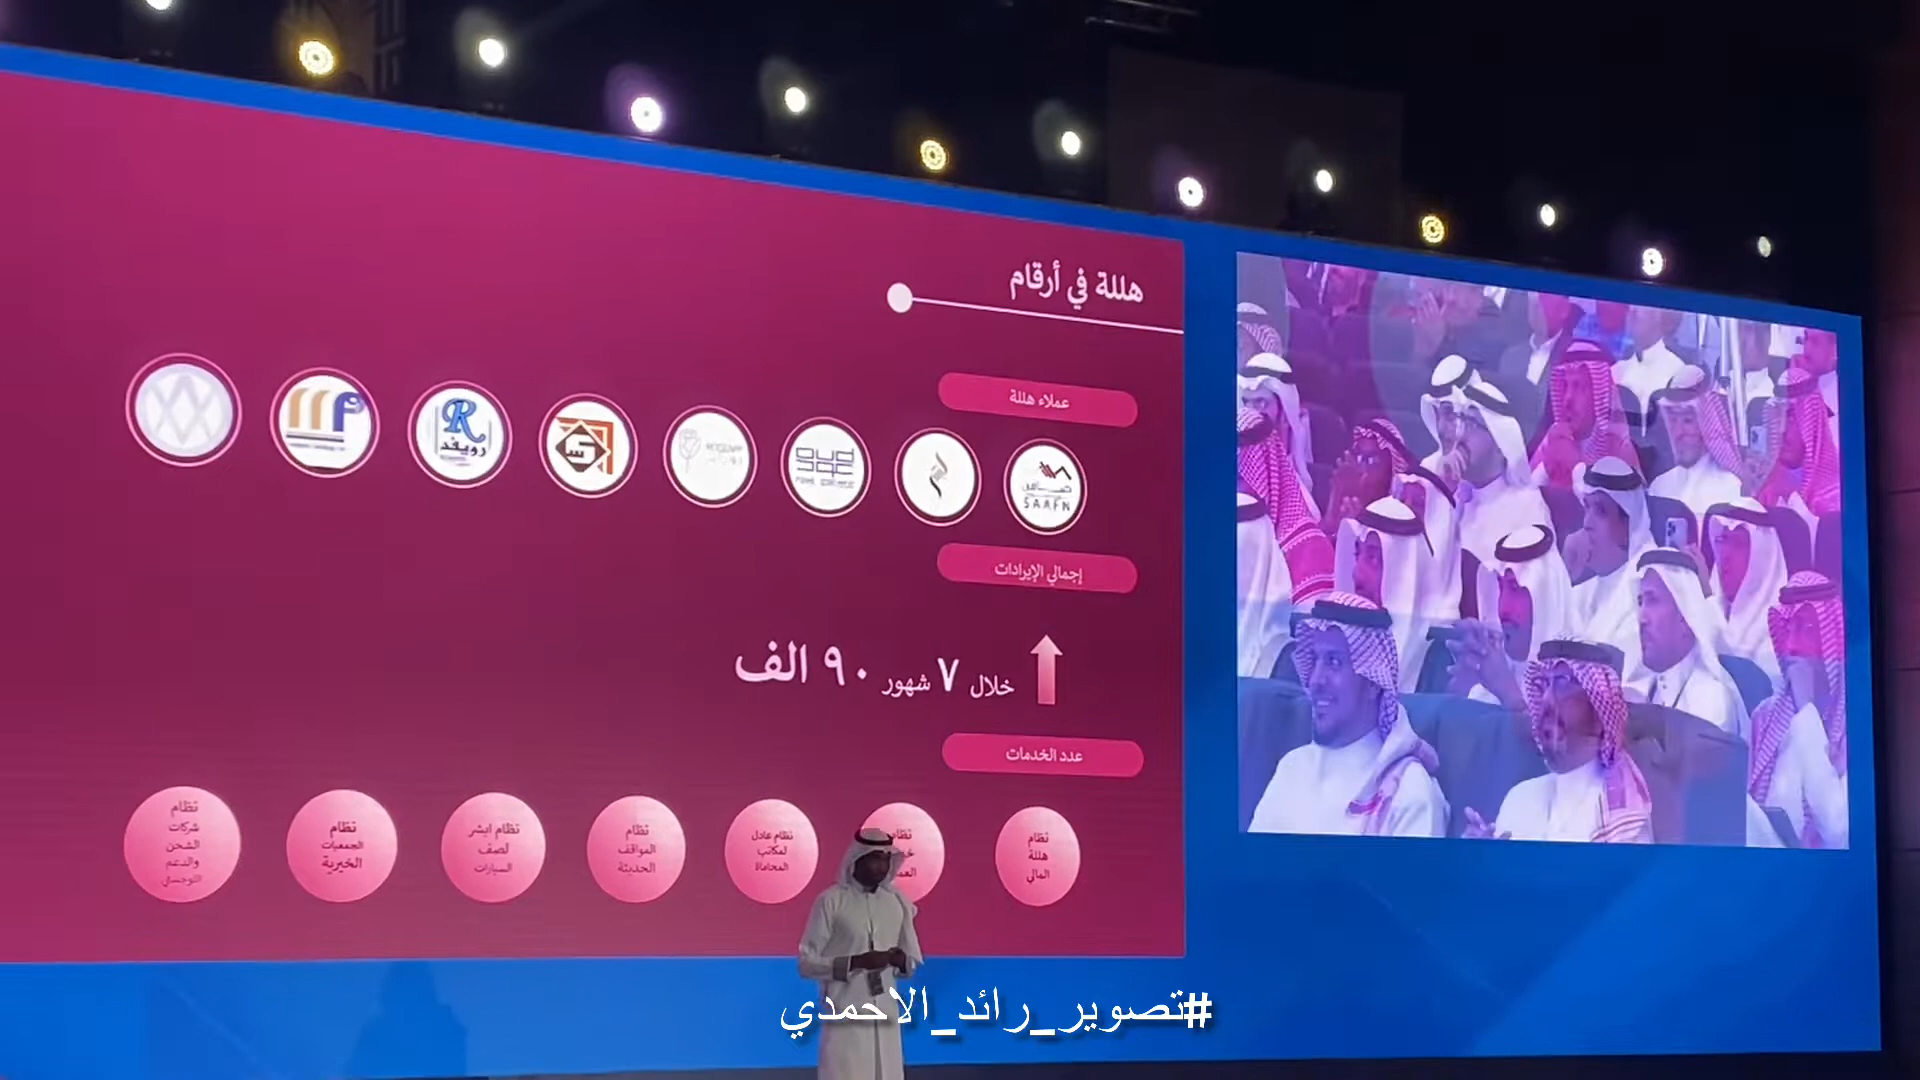 هللة في أرقام
عملاء هللة
SAAFN
oud
R
رويفد
إجمالي الإيرادات
خلال ٧ شهور ٩٠ الف
عدد الخدمات
نظام
هللة
المالي
نظام
نظام عادل
لمكاتب
المحاماة
نظام
المواقف
الحديثة
نظام ابشر
لصف
السيارات
نظام
الجمعيات
الخيرية
نظام
شركات
الشحن
والدعم
اللوجستي
#تصوير_رائد_الاحمدي